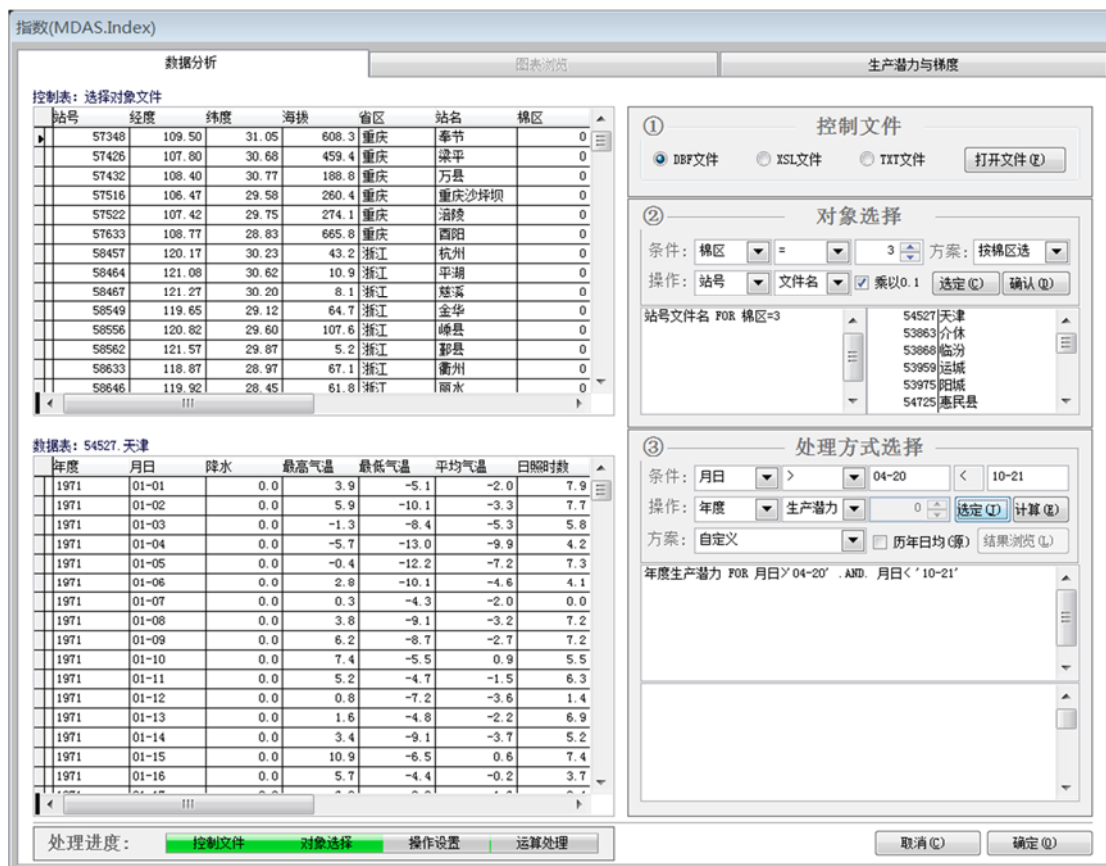 指数(MDAS.Index)
数据分析 图表浏览 生产潜力与梯度
控制表: 选择对象文件
站号 经度 纬度 海拔 省区 站名 棉区
57348 109.50 31.05 608.3 重庆 奉节 0
57426 107.80 30.68 459.4 重庆 梁平 0
57432 108.40 30.77 188.8 重庆 万县 0
57516 106.47 29.58 260.4 重庆 重庆沙坪坝 0
57522 107.42 29.75 274.1 重庆 涪陵 0
57633 108.77 28.83 665.8 重庆 酉阳 0
58457 120.17 30.23 43.2 浙江 杭州 0
58464 121.08 30.62 10.9 浙江 平湖 0
58467 121.27 30.20 8.1 浙江 慈溪 0
58549 119.65 29.12 64.7 浙江 金华 0
58556 120.82 29.60 107.6 浙江 嵊县 0
58562 121.57 29.87 5.2 浙江 鄞县 0
58633 118.87 28.97 67.1 浙江 衢州 0
58646 119.92 28.45 61.8 浙江 丽水 0
数据表: 54527.天津
年度 月日 降水 最高气温 最低气温 平均气温 日照时数
1971 01-01 0.0 3.9 -5.1 -2.0 7.9
1971 01-02 0.0 5.9 -10.1 -3.3 7.7
1971 01-03 0.0 -1.3 -8.4 -5.3 5.8
1971 01-04 0.0 -5.7 -13.0 -9.9 4.2
1971 01-05 0.0 -0.4 -12.2 -7.2 7.3
1971 01-06 0.0 2.8 -10.1 -4.6 4.1
1971 01-07 0.0 0.3 -4.3 -2.0 0.0
1971 01-08 0.0 3.8 -9.1 -3.2 7.2
1971 01-09 0.0 6.2 -8.7 -2.7 7.2
1971 01-10 0.0 7.4 -5.5 0.9 5.5
1971 01-11 0.0 5.2 -4.7 -1.5 6.3
1971 01-12 0.0 0.8 -7.2 -3.6 1.4
1971 01-13 0.0 1.6 -4.8 -2.2 6.9
1971 01-14 0.0 3.4 -9.1 -3.7 5.2
1971 01-15 0.0 10.9 -6.5 0.6 7.4
1971 01-16 0.0 5.7 -4.4 -0.2 3.7
处理进度: 控制文件 对象选择 操作设置 运算处理
① 控制文件
DBF文件 XSL文件 TXT文件 打开文件(F)
② 对象选择
条件: 棉区 = 3 方案: 按棉区选
操作: 站号 文件名 乘以0.1 选定(C) 确认(D)
站号文件名 FOR 棉区=3
54527 天津
53863 介休
53868 临汾
53959 运城
53975 阳城
54725 惠民县
③ 处理方式选择
条件: 月日 > 04-20 < 10-21
操作: 年度 生产潜力 0 选定(T) 计算(E)
方案: 自定义 历年日均(源) 结果浏览(L)
年度生产潜力 FOR 月日>'04-20' .AND. 月日<'10-21'
取消(C) 确定(O)